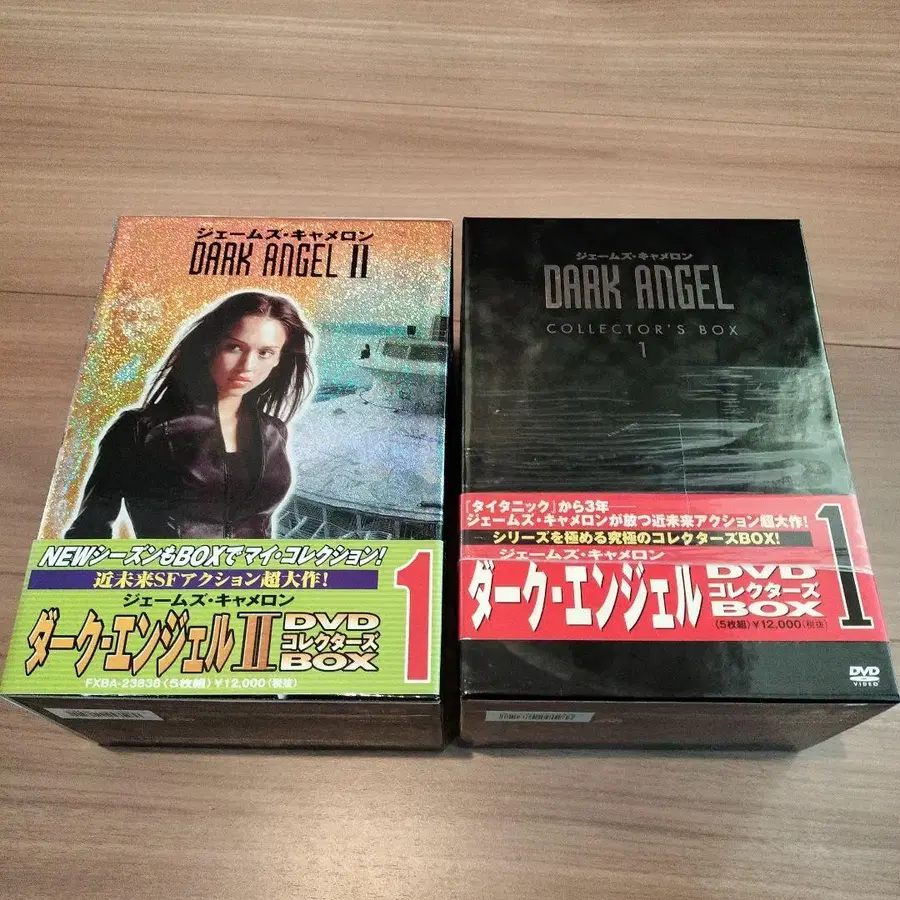 ジェームズ・キャメロン
DARK ANGEL II
NEWシーズンもBOXでマイ・コレクション!
近未来SFアクション超大作!
ジェームズ・キャメロン
ダーク・エンジェルII
DVD
コレクターズ
BOX
1
FXBA-23838〈5枚組〉¥12,000(税抜)
ジェームズ・キャメロン
DARK ANGEL
COLLECTOR'S BOX
1
『タイタニック』から3年
ジェームズ・キャメロンが放つ近未来アクション超大作!
シリーズを極める究極のコレクターズBOX!
ジェームズ・キャメロン
ダーク・エンジェル
DVD
コレクターズ
BOX
1
〈5枚組〉¥12,000(税抜)
DVD
VIDEO